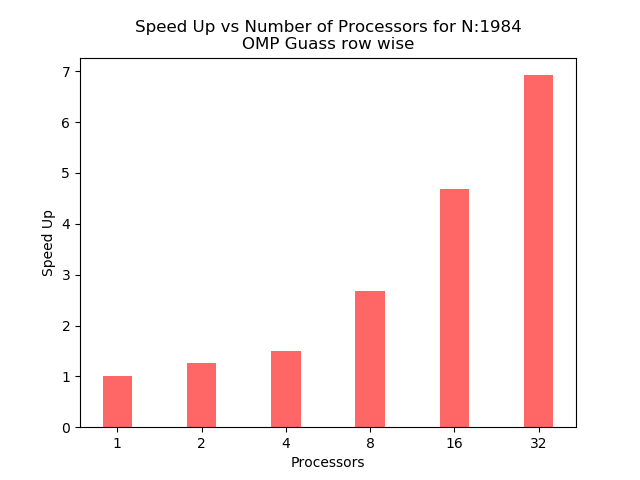 Speed Up vs Number of Processors for N:1984
OMP Guass row wise
7
6
5
4
3
2
1
0
Speed Up
1 2 4 8 16 32
Processors